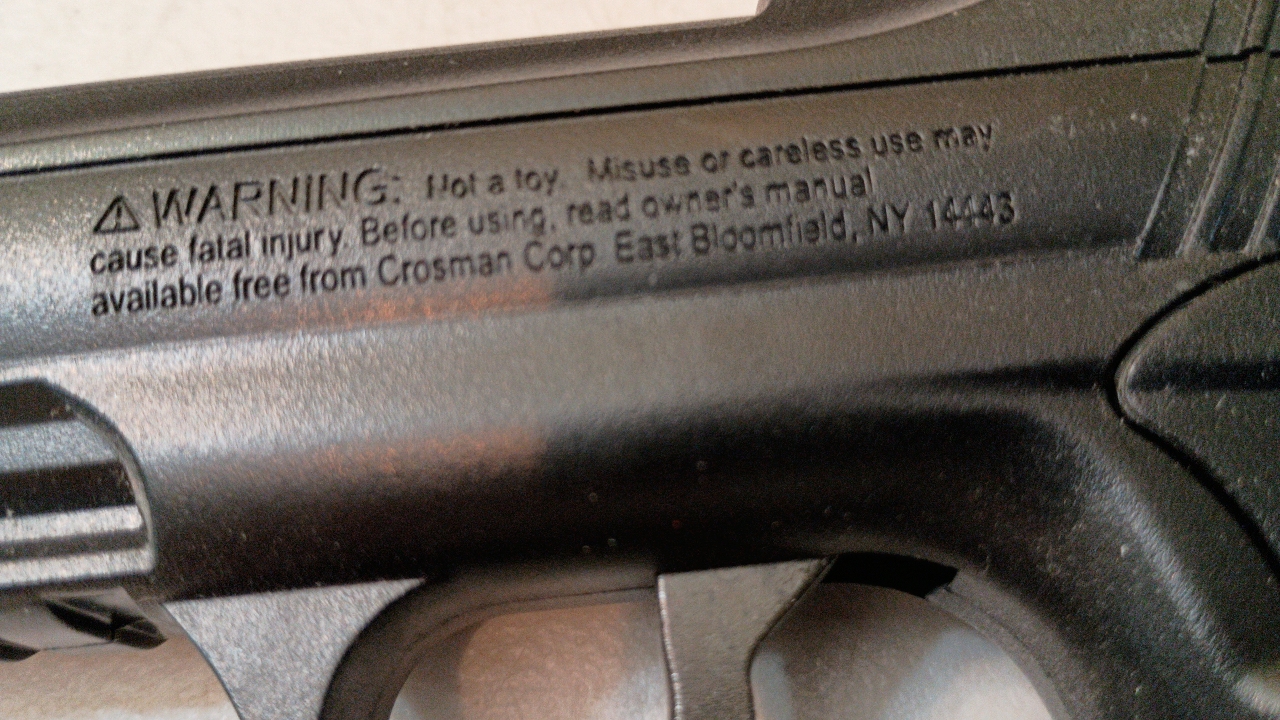 ⚠ WARNING: Not a toy. Misuse or careless use may
cause fatal injury. Before using, read owner's manual
available free from Crosman Corp East Bloomfield, NY 14443